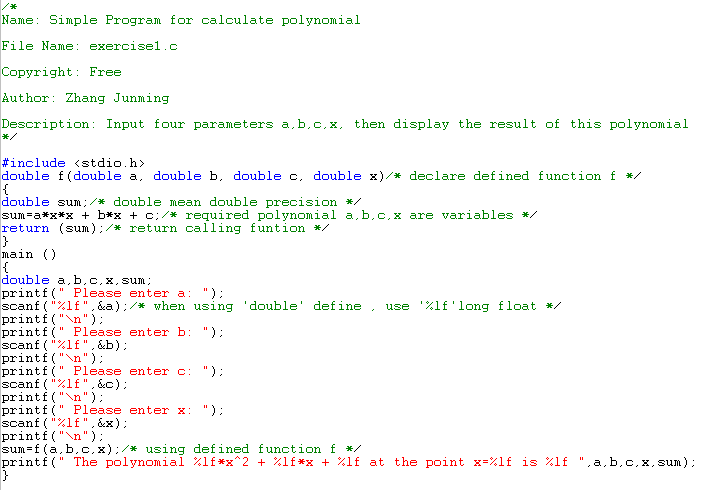 /*
Name: Simple Program for calculate polynomial
File Name: exercise1.c
Copyright: Free
Author: Zhang Junming
Description: Input four parameters a,b,c,x, then display the result of this polynomial
*/
#include <stdio.h>
double f(double a, double b, double c, double x)/* declare defined function f */
{
double sum;/* double mean double precision */
sum=a*x*x + b*x + c;/* required polynomial a,b,c,x are variables */
return (sum);/* return calling funtion */
}
main ()
{
double a,b,c,x,sum;
printf(" Please enter a: ");
scanf("%lf",&a);/* when using 'double' define , use '%lf'long float */
printf("\n");
printf(" Please enter b: ");
scanf("%lf",&b);
printf("\n");
printf(" Please enter c: ");
scanf("%lf",&c);
printf("\n");
printf(" Please enter x: ");
scanf("%lf",&x);
printf("\n");
sum=f(a,b,c,x);/* using defined function f */
printf(" The polynomial %lf*x^2 + %lf*x + %lf at the point x=%lf is %lf ",a,b,c,x,sum);
}